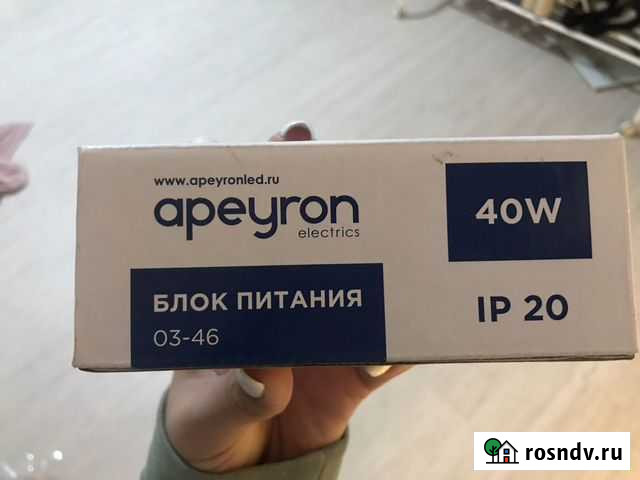 www.apeyronled.ru
apeyron
electrics
40W
БЛОК ПИТАНИЯ
03-46
IP 20
rosndv.ru